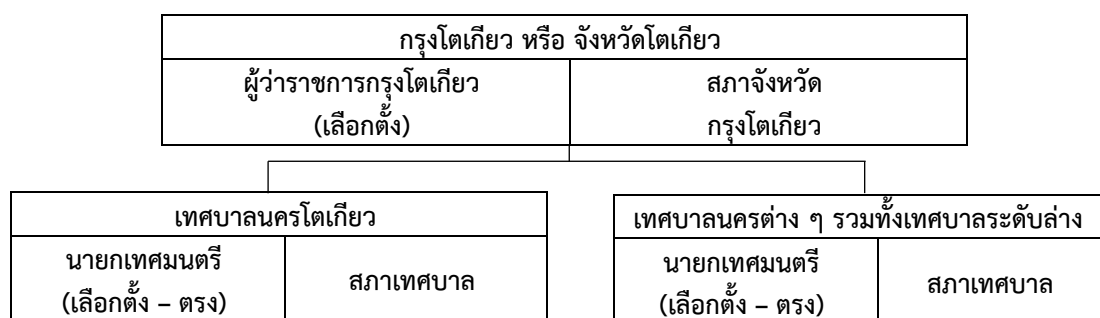 กรุงโตเกียว หรือ จังหวัดโตเกียว
ผู้ว่าราชการกรุงโตเกียว
(เลือกตั้ง)
สภาจังหวัด
กรุงโตเกียว
เทศบาลนครโตเกียว
นายกเทศมนตรี
(เลือกตั้ง – ตรง)
สภาเทศบาล
เทศบาลนครต่าง ๆ รวมทั้งเทศบาลระดับล่าง
นายกเทศมนตรี
(เลือกตั้ง – ตรง)
สภาเทศบาล